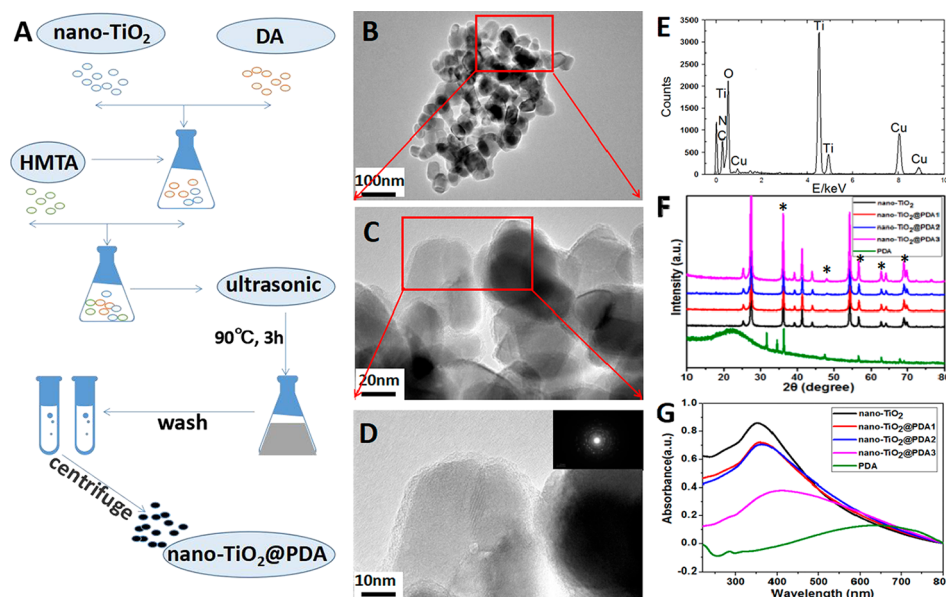 A
nano-TiO₂
DA
HMTA
ultrasonic
90℃, 3h
wash
centrifuge
nano-TiO₂@PDA
B
100nm
C
20nm
D
10nm
E
Counts
3500
3000
2500
2000
1500
1000
500
0
Ti
O
Ti
N
C
Cu
Ti
Cu
Cu
0 2 4 6 8 10
E/keV
F
Intensity (a.u.)
nano-TiO₂
nano-TiO₂@PDA1
nano-TiO₂@PDA2
nano-TiO₂@PDA3
PDA
* * * * *
10 20 30 40 50 60 70 80
2θ (degree)
G
Absorbance(a.u.)
1.0
0.8
0.6
0.4
0.2
0.0
-0.2
nano-TiO₂
nano-TiO₂@PDA1
nano-TiO₂@PDA2
nano-TiO₂@PDA3
PDA
300 400 500 600 700 800
Wavelength (nm)